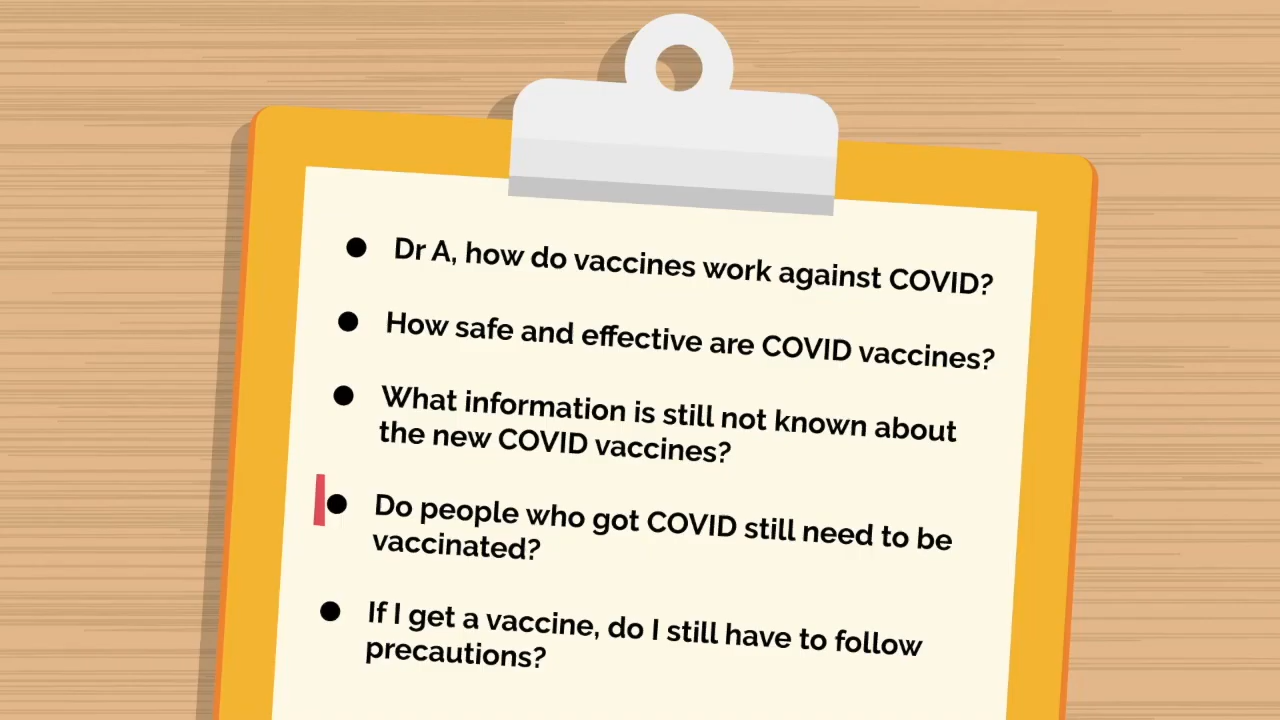 Dr A, how do vaccines work against COVID?
How safe and effective are COVID vaccines?
What information is still not known about
the new COVID vaccines?
Do people who got COVID still need to be
vaccinated?
If I get a vaccine, do I still have to follow
precautions?